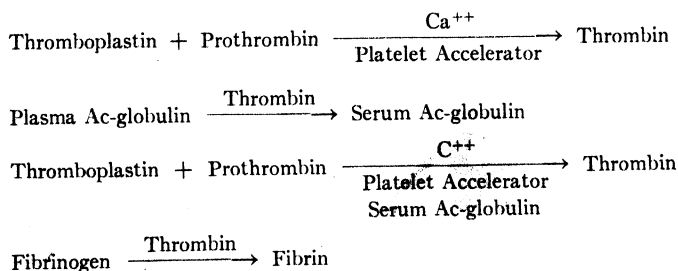 Ca++
Thromboplastin + Prothrombin ⟶ Thrombin
Platelet Accelerator
Thrombin
Plasma Ac-globulin ⟶ Serum Ac-globulin
C++
Thromboplastin + Prothrombin ⟶ Thrombin
Platelet Accelerator
Serum Ac-globulin
Thrombin
Fibrinogen ⟶ Fibrin